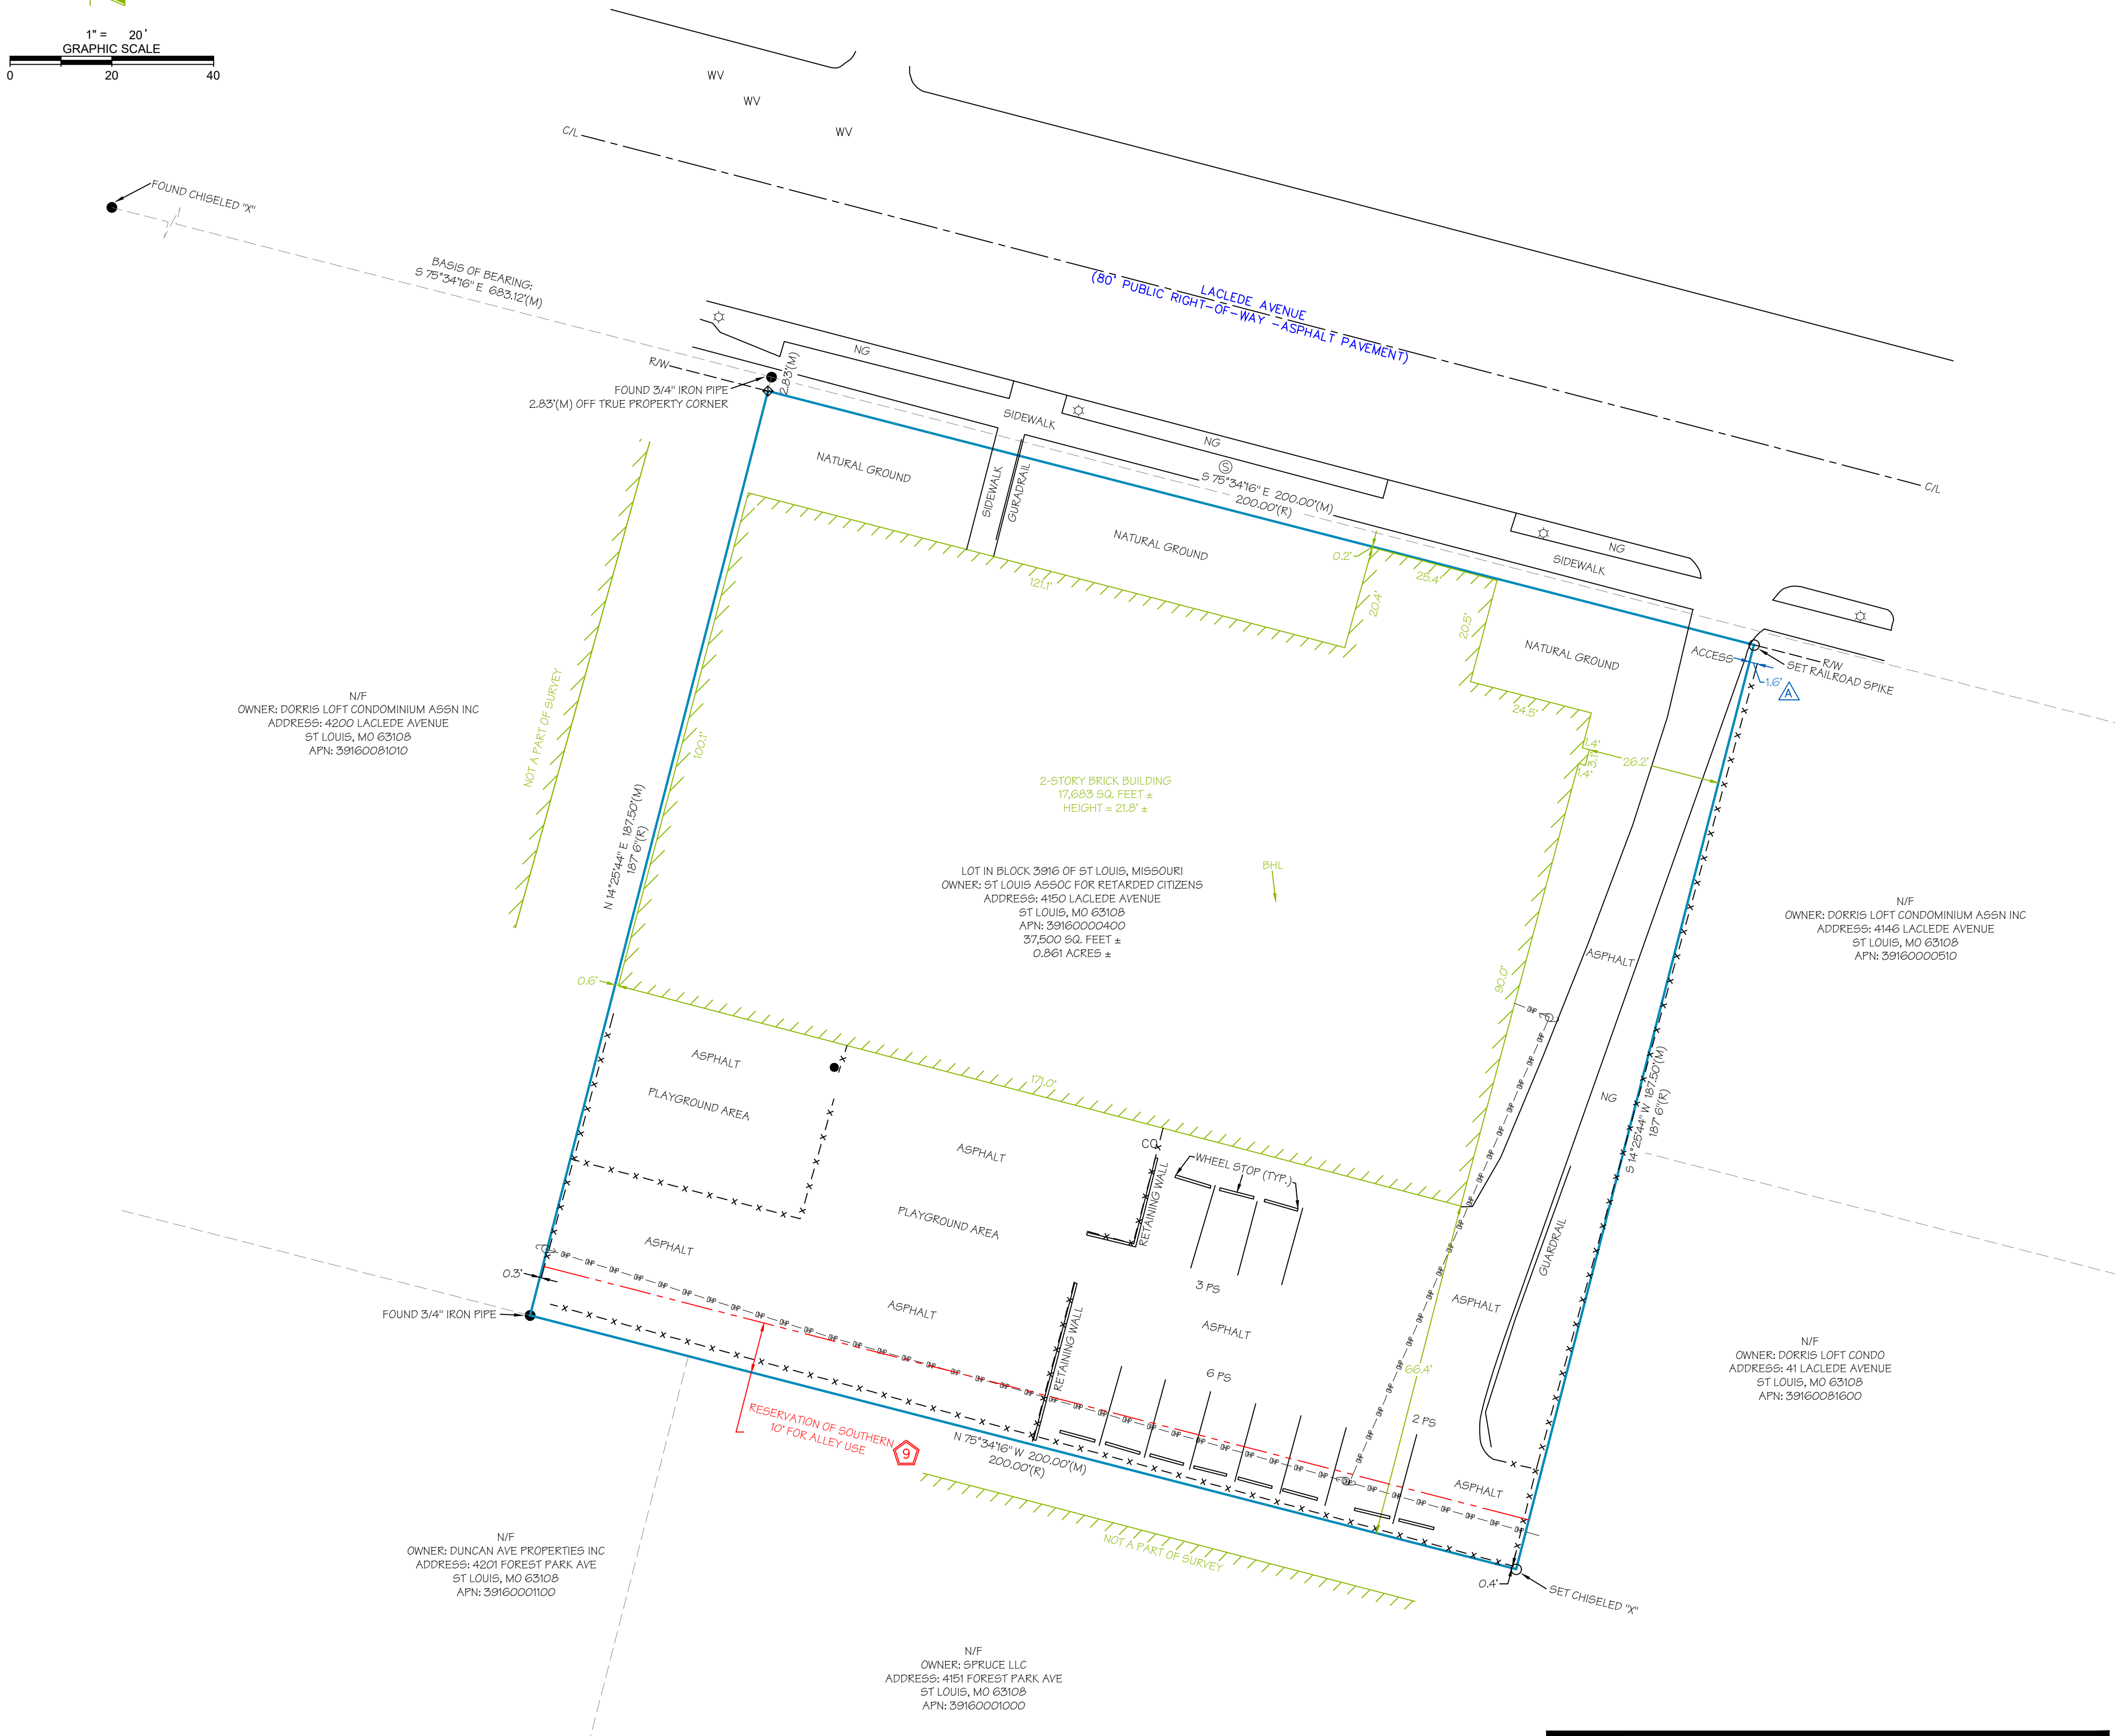 1" = 20'
GRAPHIC SCALE
0 20 40
WV
WV
WV
C/L
FOUND CHISELED "X"
BASIS OF BEARING:
S 75°34'16" E 683.12'(M)
LACLEDE AVENUE
(80' PUBLIC RIGHT-OF-WAY -ASPHALT PAVEMENT)
C/L
R/W
2.83'(M)
FOUND 3/4" IRON PIPE
2.83'(M) OFF TRUE PROPERTY CORNER
NG
SIDEWALK
NG
S
S 75°34'16" E 200.00'(M)
200.00'(R)
NG
SIDEWALK
NATURAL GROUND
SIDEWALK
GURADRAIL
NATURAL GROUND
0.2'
25.4'
121.1'
20.4'
20.5'
NATURAL GROUND
ACCESS
R/W
SET RAILROAD SPIKE
1.6'
A
24.5'
1.4'
3.1'
1.4'
26.2'
N/F
OWNER: DORRIS LOFT CONDOMINIUM ASSN INC
ADDRESS: 4200 LACLEDE AVENUE
ST LOUIS, MO 63108
APN: 39160081010
NOT A PART OF SURVEY
100.1'
N 14°25'44" E 187.50'(M)
187' 6"(R)
2-STORY BRICK BUILDING
17,683 SQ. FEET ±
HEIGHT = 21.8' ±
LOT IN BLOCK 3916 OF ST LOUIS, MISSOURI
OWNER: ST LOUIS ASSOC FOR RETARDED CITIZENS
ADDRESS: 4150 LACLEDE AVENUE
ST LOUIS, MO 63108
APN: 39160000400
37,500 SQ. FEET ±
0.861 ACRES ±
BHL
N/F
OWNER: DORRIS LOFT CONDOMINIUM ASSN INC
ADDRESS: 4146 LACLEDE AVENUE
ST LOUIS, MO 63108
APN: 39160000510
ASPHALT
90.0'
0.6'
ASPHALT
PLAYGROUND AREA
171.0'
NG
S 14°25'44" W 187.50'(M)
187' 6"(R)
CO
ASPHALT
WHEEL STOP (TYP.)
RETAINING WALL
PLAYGROUND AREA
ASPHALT
GUARDRAIL
0.3'
3 PS
ASPHALT
FOUND 3/4" IRON PIPE
ASPHALT
RETAINING WALL
ASPHALT
6 PS
66.4'
2 PS
N/F
OWNER: DORRIS LOFT CONDO
ADDRESS: 41 LACLEDE AVENUE
ST LOUIS, MO 63108
APN: 39160081600
RESERVATION OF SOUTHERN
10' FOR ALLEY USE
9
N 75°34'16" W 200.00'(M)
200.00'(R)
ASPHALT
NOT A PART OF SURVEY
0.4'
SET CHISELED "X"
N/F
OWNER: DUNCAN AVE PROPERTIES INC
ADDRESS: 4201 FOREST PARK AVE
ST LOUIS, MO 63108
APN: 39160001100
N/F
OWNER: SPRUCE LLC
ADDRESS: 4151 FOREST PARK AVE
ST LOUIS, MO 63108
APN: 39160001000